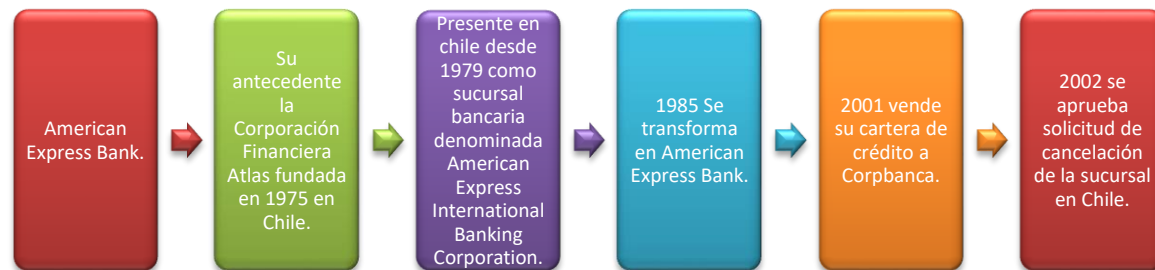 American
Express Bank.
Su
antecedente
la
Corporación
Financiera
Atlas fundada
en 1975 en
Chile.
Presente en
chile desde
1979 como
sucursal
bancaria
denominada
American
Express
International
Banking
Corporation.
1985 Se
transforma
en American
Express Bank.
2001 vende
su cartera de
crédito a
Corpbanca.
2002 se
aprueba
solicitud de
cancelación
de la sucursal
en Chile.